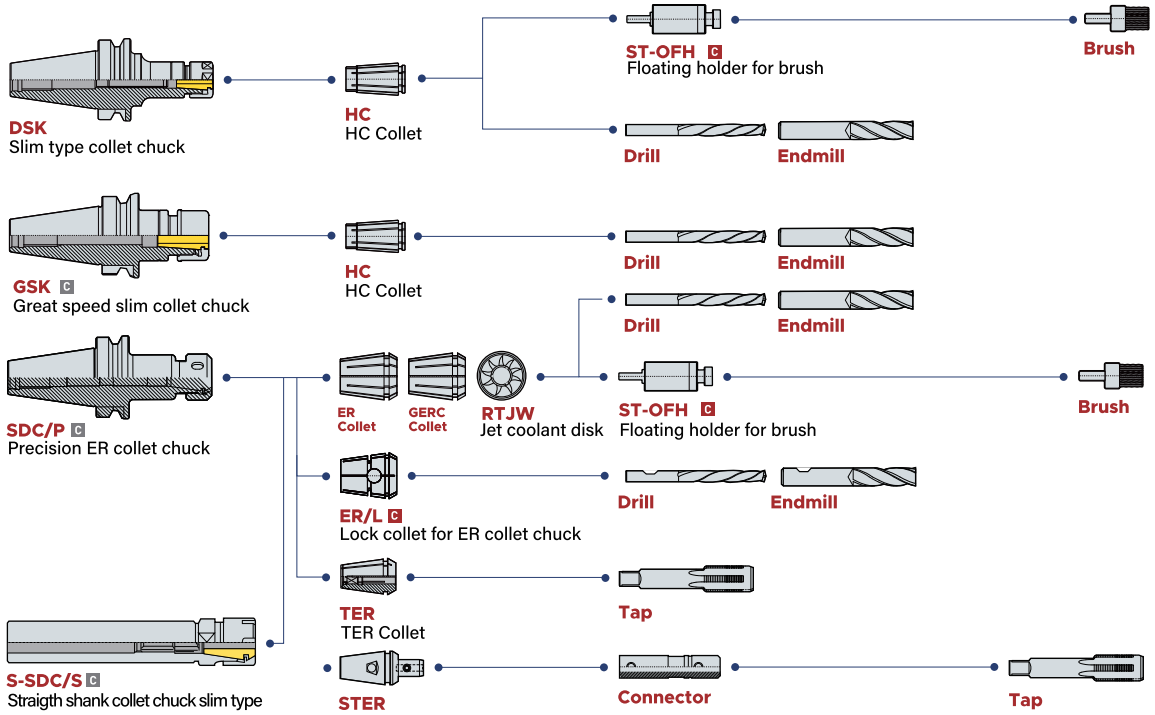 ST-OFH C
Floating holder for brush
Brush
DSK
Slim type collet chuck
HC
HC Collet
Drill
Endmill
GSK C
Great speed slim collet chuck
HC
HC Collet
Drill
Endmill
Drill
Endmill
SDC/P C
Precision ER collet chuck
ER
Collet
GERC
Collet
RTJW
Jet coolant disk
ST-OFH C
Floating holder for brush
Brush
ER/L C
Lock collet for ER collet chuck
Drill
Endmill
TER
TER Collet
Tap
S-SDC/S C
Straigth shank collet chuck slim type
STER
Connector
Tap